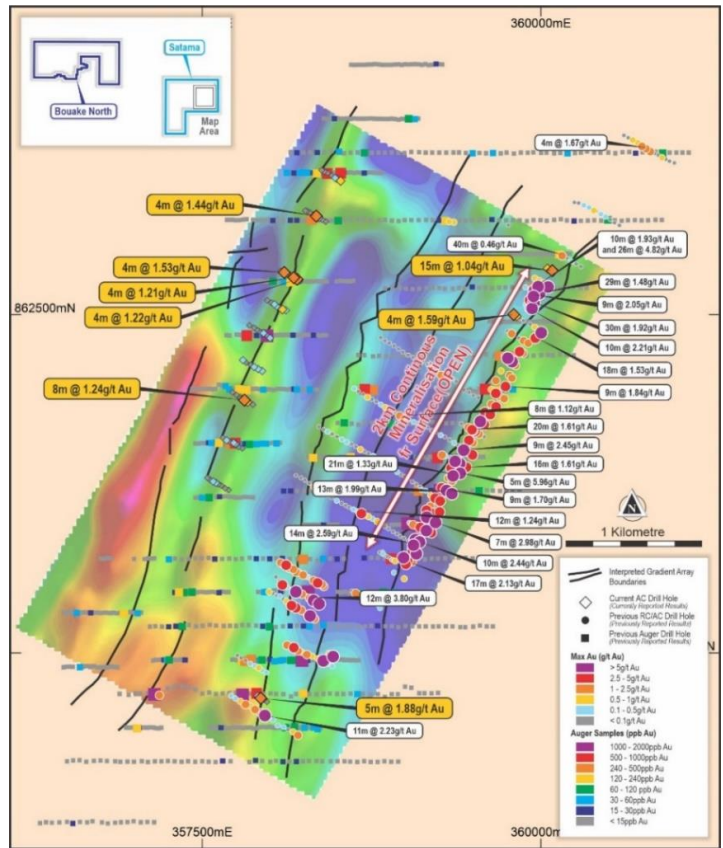 360000mE
Satama
Bouake North
Map
Area
4m @ 1.67g/t Au
4m @ 1.44g/t Au
40m @ 0.46g/t Au
10m @ 1.93g/t Au
and 26m @ 4.82g/t Au
15m @ 1.04g/t Au
4m @ 1.53g/t Au
4m @ 1.21g/t Au
4m @ 1.22g/t Au
29m @ 1.48g/t Au
9m @ 2.05g/t Au
862500mN
4m @ 1.59g/t Au
30m @ 1.92g/t Au
10m @ 2.21g/t Au
18m @ 1.53g/t Au
8m @ 1.24g/t Au
9m @ 1.84g/t Au
2km Continous
Mineralisation
fr Surface(OPEN)
8m @ 1.12g/t Au
20m @ 1.61g/t Au
9m @ 2.45g/t Au
21m @ 1.33g/t Au
16m @ 1.61g/t Au
5m @ 5.96g/t Au
13m @ 1.99g/t Au
9m @ 1.70g/t Au
12m @ 1.24g/t Au
14m @ 2.59g/t Au
7m @ 2.98g/t Au
10m @ 2.44g/t Au
17m @ 2.13g/t Au
12m @ 3.80g/t Au
5m @ 1.88g/t Au
11m @ 2.23g/t Au
N
1 Kilometre
Interpreted Gradient Array
Boundaries
Current AC Drill Hole
(Currently Reported Results)
Previous RC/AC Drill Hole
(Previously Reported Results)
Previous Auger Drill Hole
(Previously Reported Results)
Max Au (g/t Au)
> 5g/t Au
2.5 - 5g/t Au
1 - 2.5g/t Au
0.5 - 1g/t Au
0.1 - 0.5g/t Au
< 0.1g/t Au
Auger Samples (ppb Au)
1000 - 2000ppb Au
500 - 1000ppb Au
240 - 500ppb Au
120 - 240ppb Au
60 - 120 ppb Au
30 - 60ppb Au
15 - 30ppb Au
< 15ppb Au
357500mE
360000mE